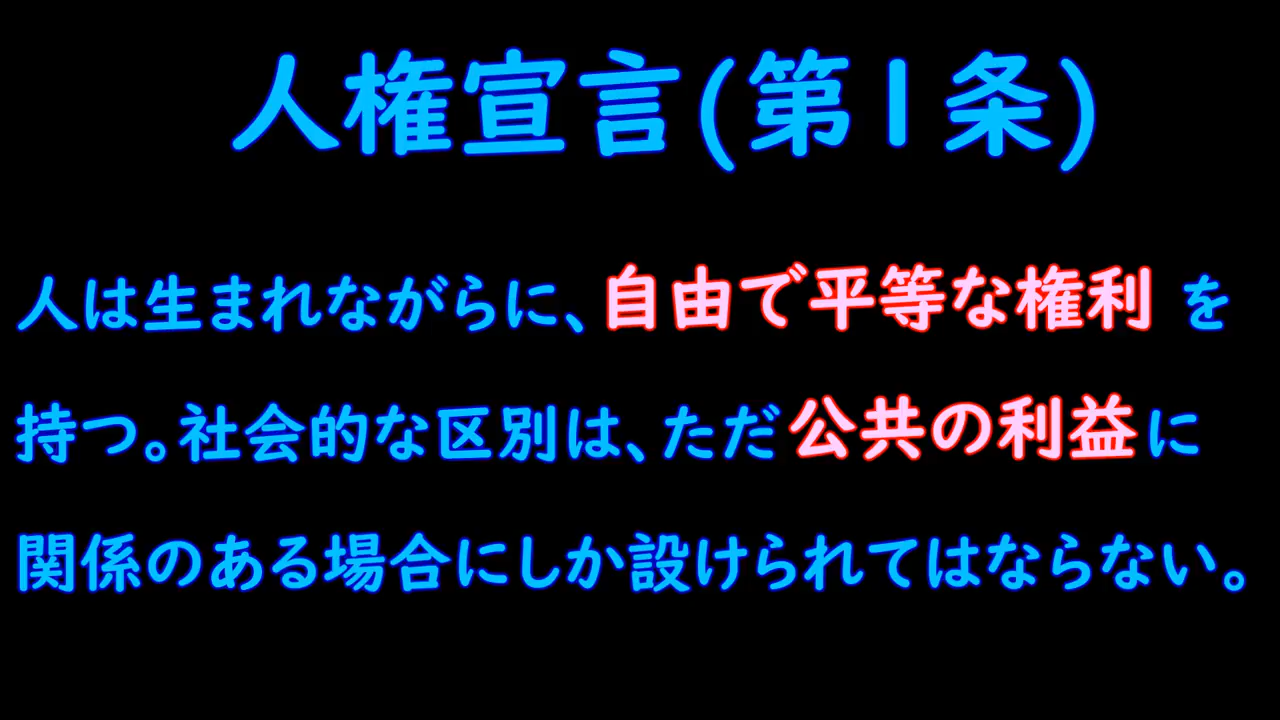 人権宣言(第1条)
人は生まれながらに、自由で平等な権利 を
持つ。社会的な区別は、ただ公共の利益に
関係のある場合にしか設けられてはならない。